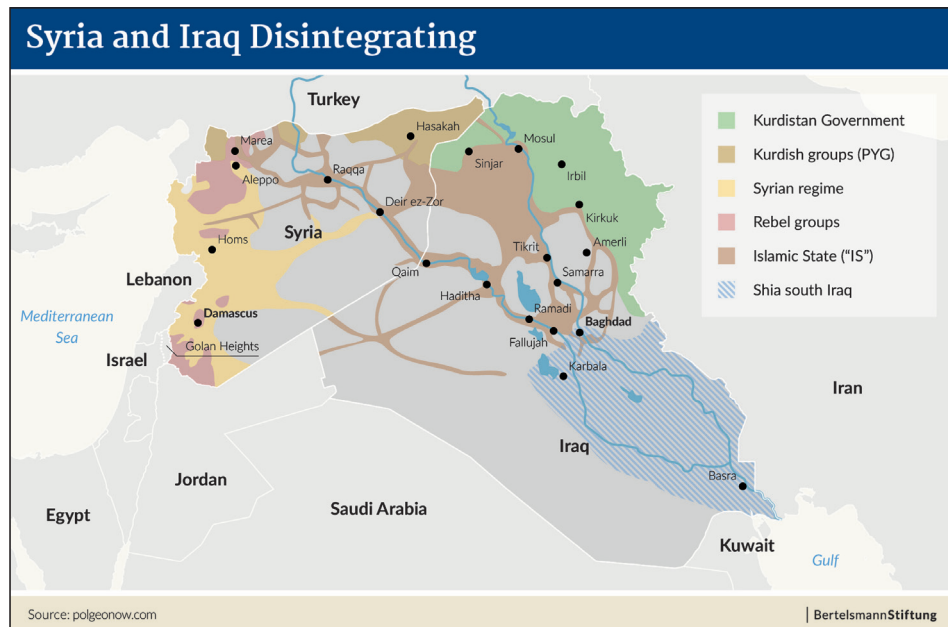 Syria and Iraq Disintegrating
Turkey
Kurdistan Government
Kurdish groups (PYG)
Syrian regime
Rebel groups
Islamic State ("IS")
Shia south Iraq
Hasakah
Marea
Mosul
Sinjar
Aleppo
Raqqa
Irbil
Deir ez-Zor
Kirkuk
Syria
Homs
Tikrit
Amerli
Qaim
Samarra
Lebanon
Haditha
Mediterranean
Sea
Damascus
Ramadi
Baghdad
Fallujah
Golan Heights
Israel
Karbala
Iran
Iraq
Jordan
Basra
Saudi Arabia
Egypt
Kuwait
Gulf
Source: polgeonow.com
BertelsmannStiftung